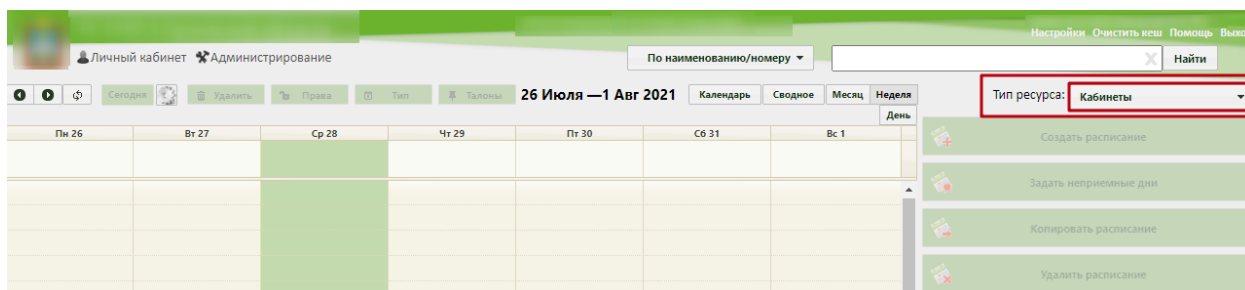 Настройки Очистить кеш Помощь Выхо
Личный кабинет Администрирование
По наименованию/номеру
X Найти
Сегодня Удалить Права Тип Талоны 26 Июля —1 Авг 2021 Календарь Сводное Месяц Неделя
День
Тип ресурса: Кабинеты
Пн 26 Вт 27 Ср 28 Чт 29 Пт 30 Сб 31 Вс 1
Создать расписание
Задать неприемные дни
Копировать расписание
Удалить расписание